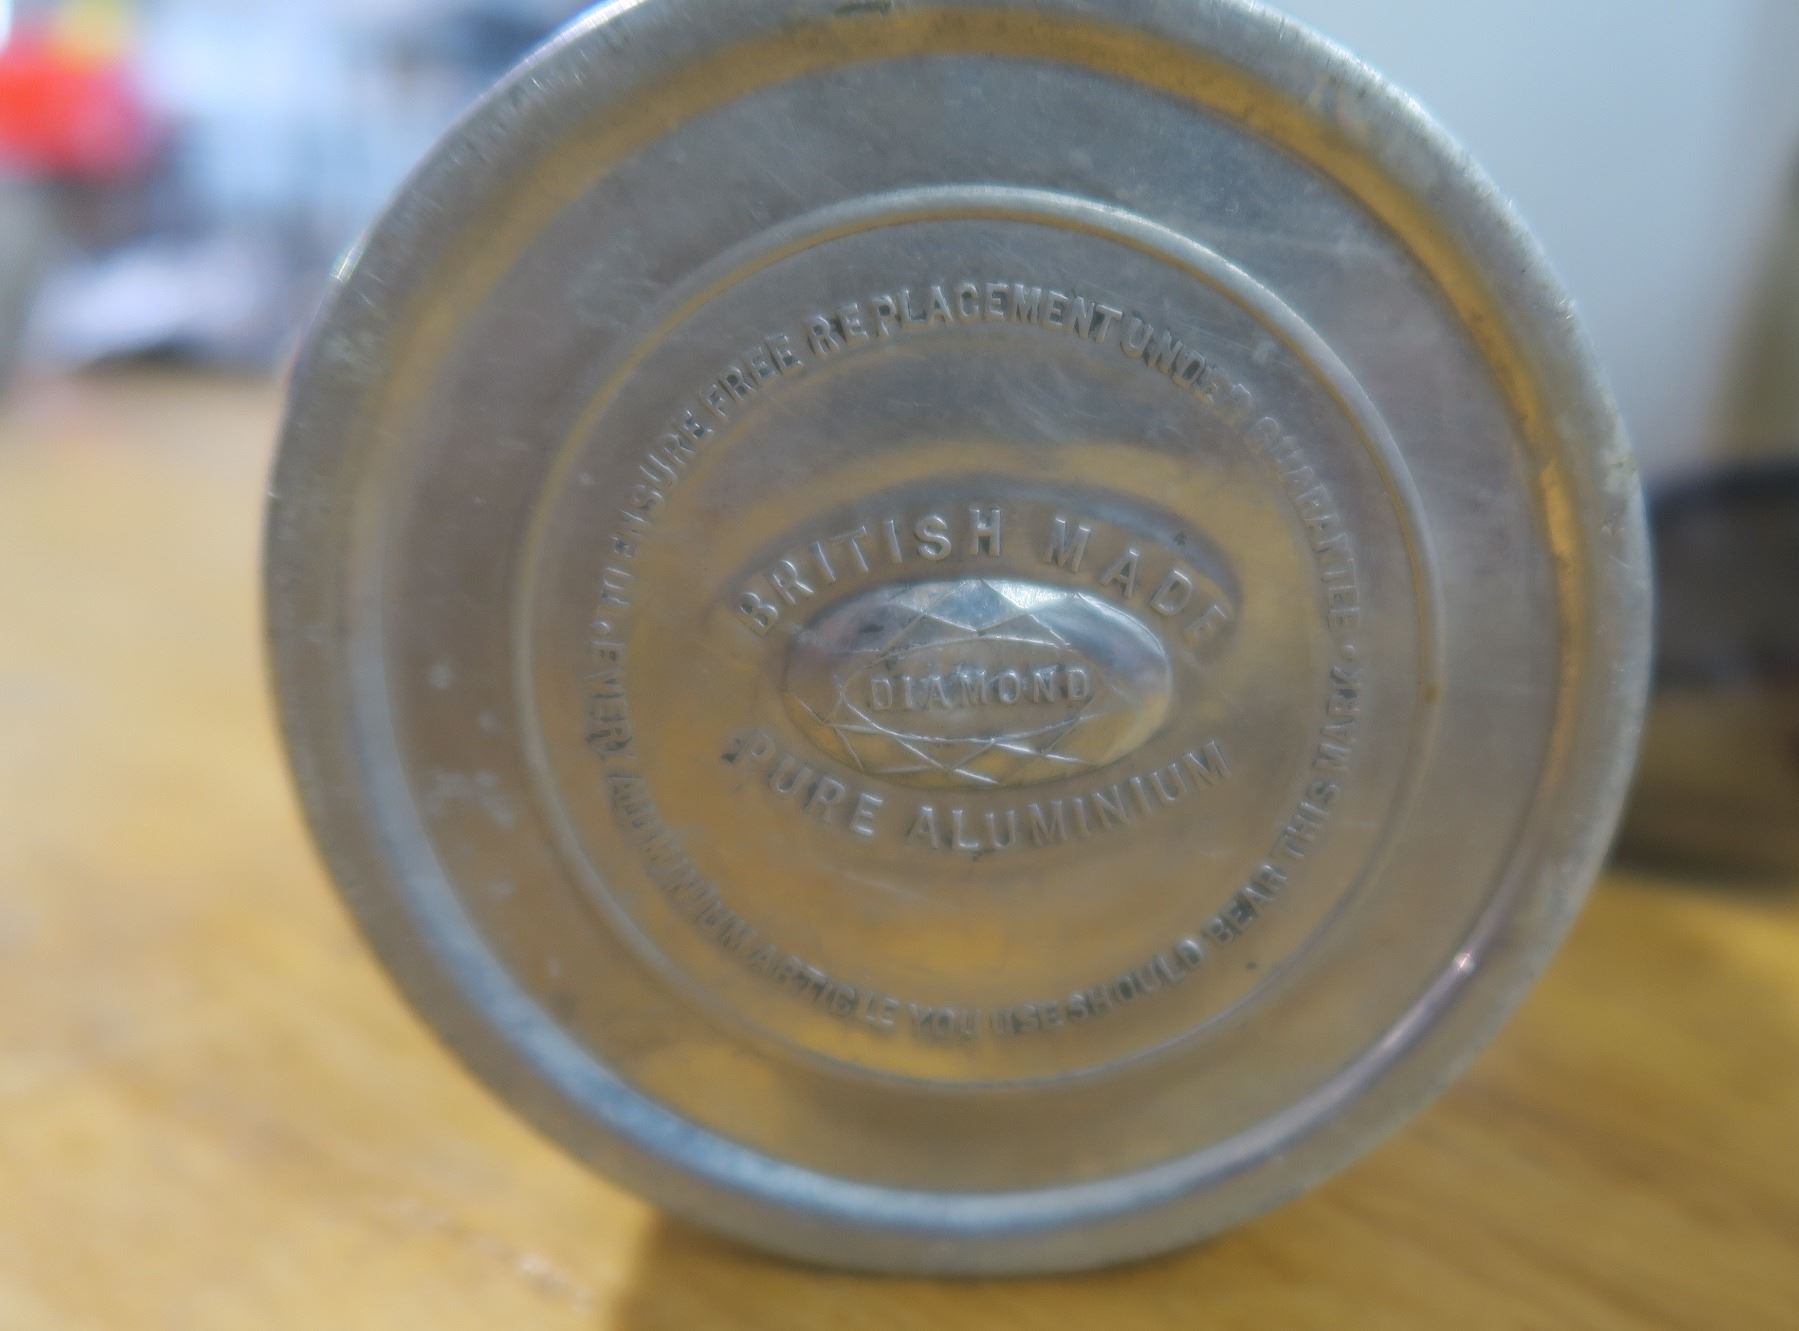 TO ENSURE FREE REPLACEMENT UNDER GUARANTEE · EVERY ALUMINIUM ARTICLE YOU USE SHOULD BEAR THIS MARK ·
BRITISH MADE
DIAMOND
PURE ALUMINIUM